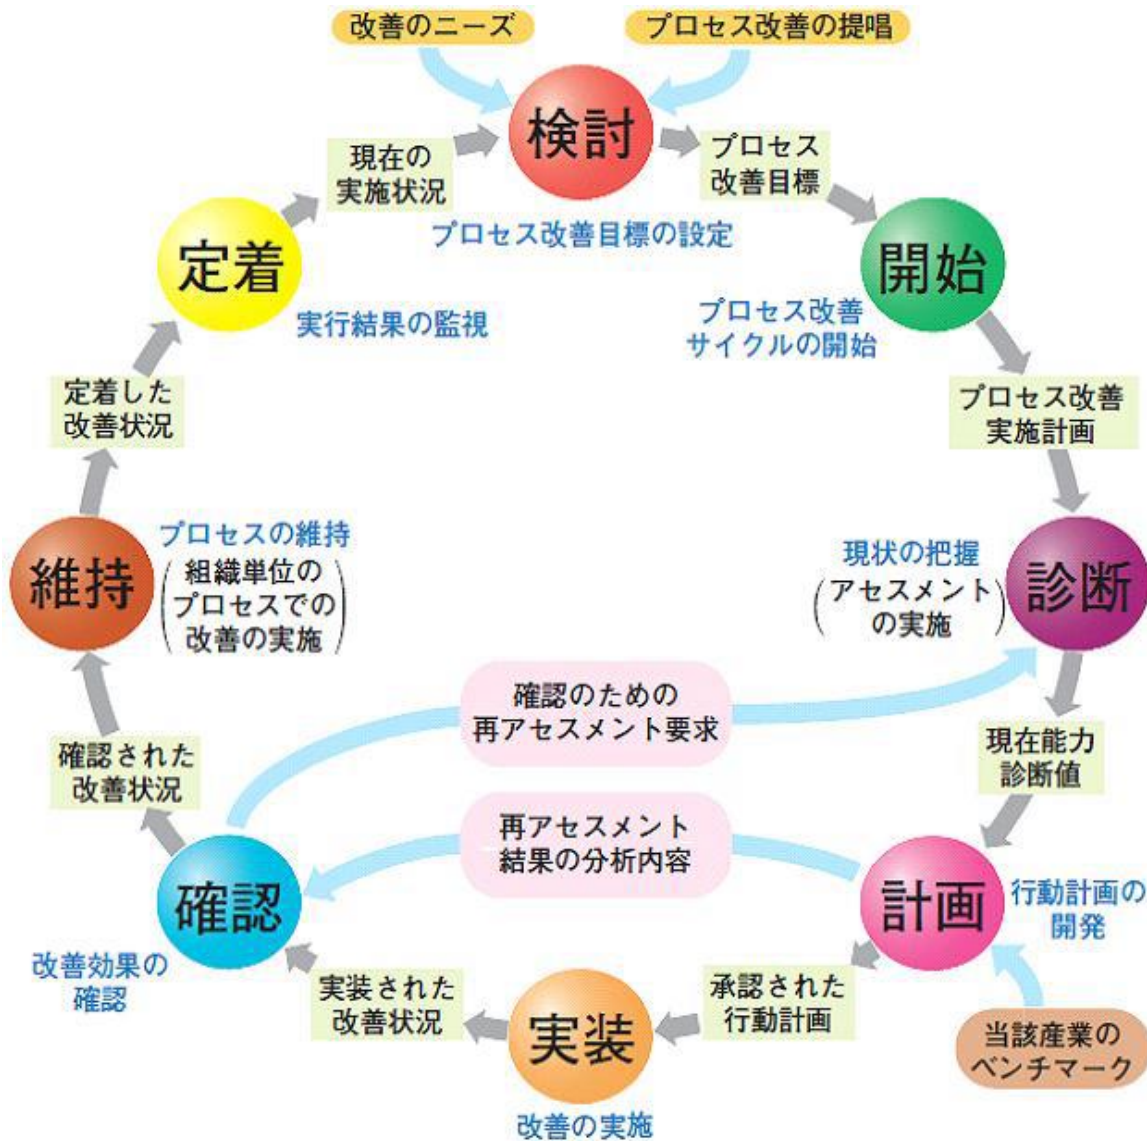 改善のニーズ
プロセス改善の提唱
検討
プロセス改善目標の設定
プロセス
改善目標
開始
プロセス改善
サイクルの開始
プロセス改善
実施計画
診断
現状の把握
(アセスメント
の実施)
現在能力
診断値
計画
行動計画の
開発
当該産業の
ベンチマーク
承認された
行動計画
実装
改善の実施
実装された
改善状況
確認
改善効果の
確認
確認のための
再アセスメント要求
再アセスメント
結果の分析内容
確認された
改善状況
維持
プロセスの維持
(組織単位の
プロセスでの
改善の実施)
定着した
改善状況
定着
実行結果の監視
現在の
実施状況